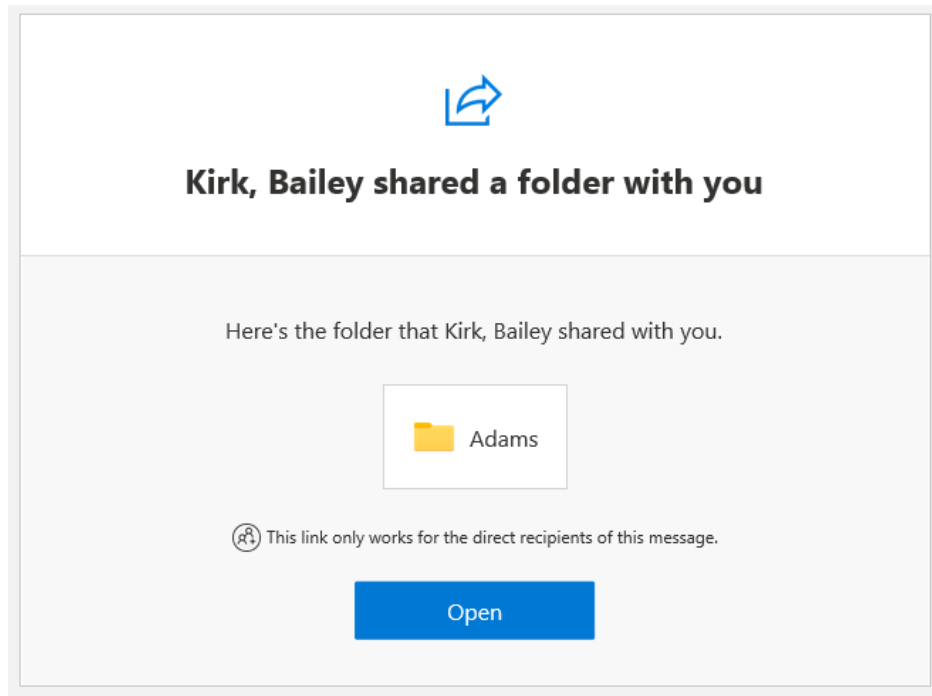 Kirk, Bailey shared a folder with you
Here's the folder that Kirk, Bailey shared with you.
Adams
This link only works for the direct recipients of this message.
Open